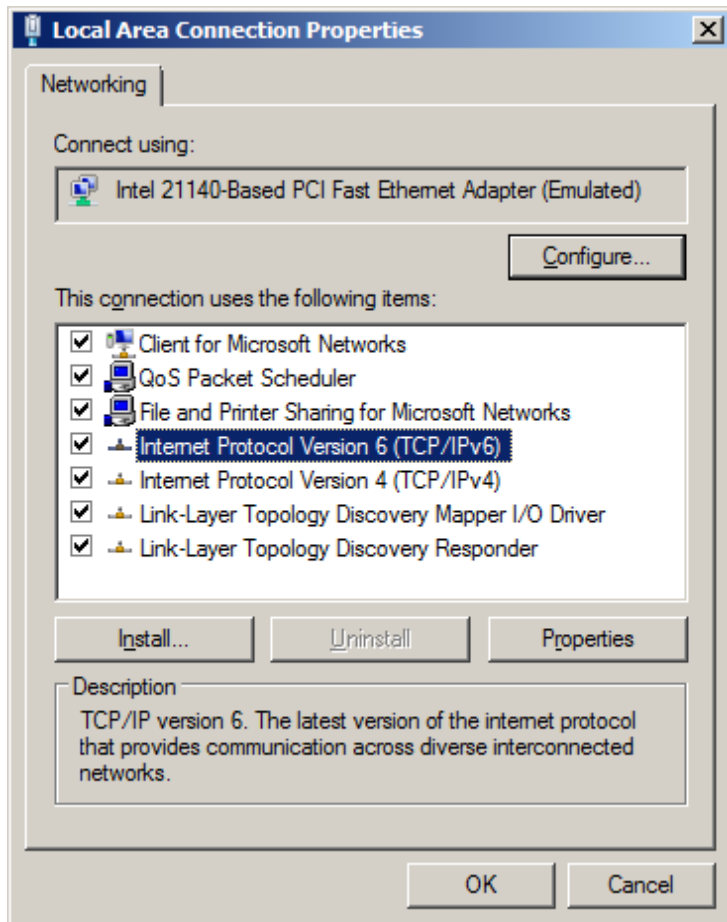 Local Area Connection Properties
Networking
Connect using:
Intel 21140-Based PCI Fast Ethernet Adapter (Emulated)
Configure...
This connection uses the following items:
Client for Microsoft Networks
QoS Packet Scheduler
File and Printer Sharing for Microsoft Networks
Internet Protocol Version 6 (TCP/IPv6)
Internet Protocol Version 4 (TCP/IPv4)
Link-Layer Topology Discovery Mapper I/O Driver
Link-Layer Topology Discovery Responder
Install... Uninstall Properties
Description
TCP/IP version 6. The latest version of the internet protocol
that provides communication across diverse interconnected
networks.
OK Cancel